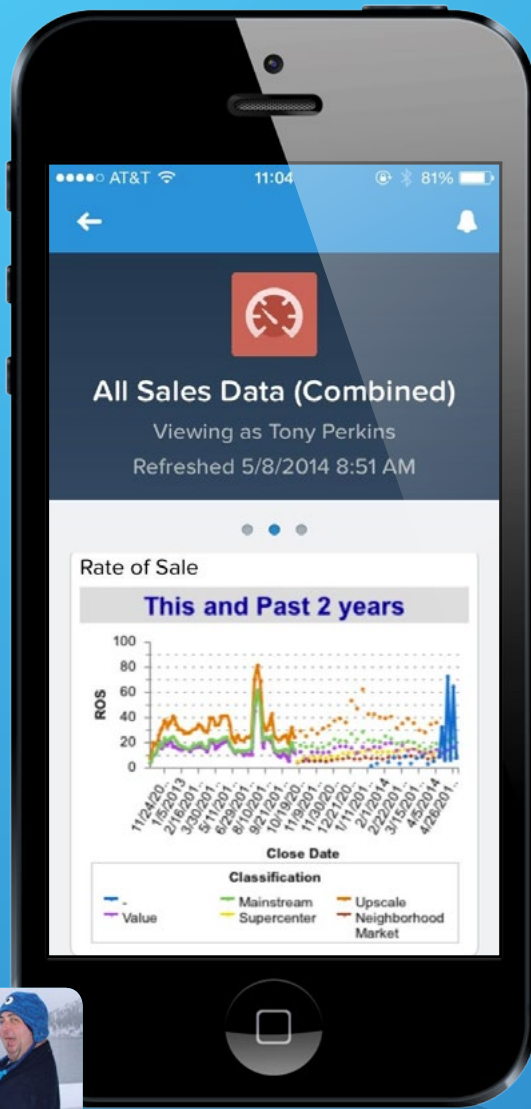 AT&T 11:04 81%
All Sales Data (Combined)
Viewing as Tony Perkins
Refreshed 5/8/2014 8:51 AM
Rate of Sale
This and Past 2 years
100
80
60
40
20
0
ROS
11/24/20...
1/5/2013
2/16/201...
3/30/201...
5/11/201...
6/29/201...
8/10/201...
9/21/201...
10/19/20...
11/9/201...
11/30/20...
12/21/20...
1/11/201...
2/1/2014
2/22/201...
3/15/201...
4/5/2014
4/26/201...
Close Date
Classification
- Mainstream Upscale
Value Supercenter Neighborhood
Market